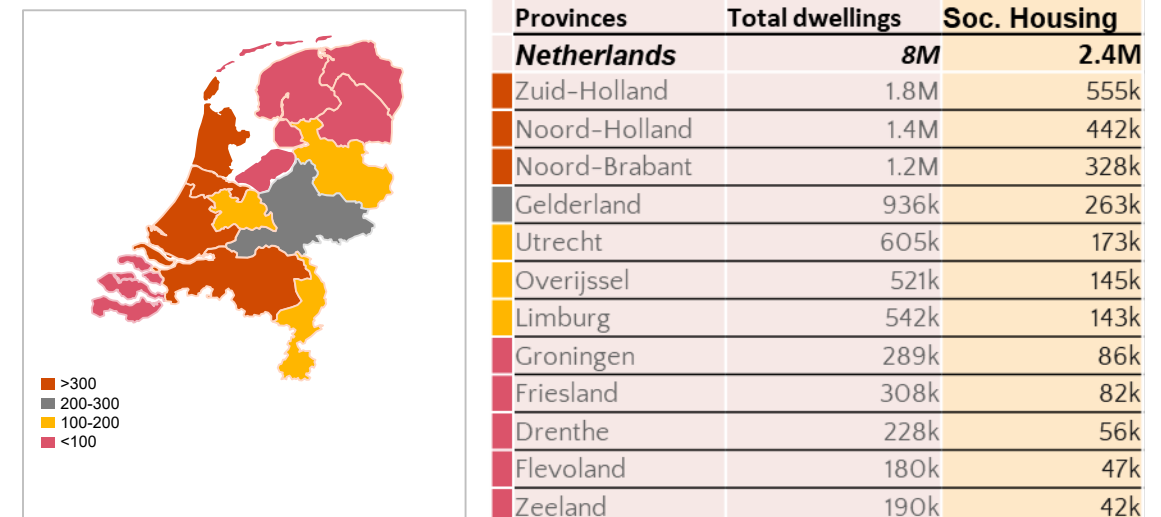 >300
200-300
100-200
<100
Provinces Total dwellings Soc. Housing
Netherlands 8M 2.4M
Zuid-Holland 1.8M 555k
Noord-Holland 1.4M 442k
Noord-Brabant 1.2M 328k
Gelderland 936k 263k
Utrecht 605k 173k
Overijssel 521k 145k
Limburg 542k 143k
Groningen 289k 86k
Friesland 308k 82k
Drenthe 228k 56k
Flevoland 180k 47k
Zeeland 190k 42k